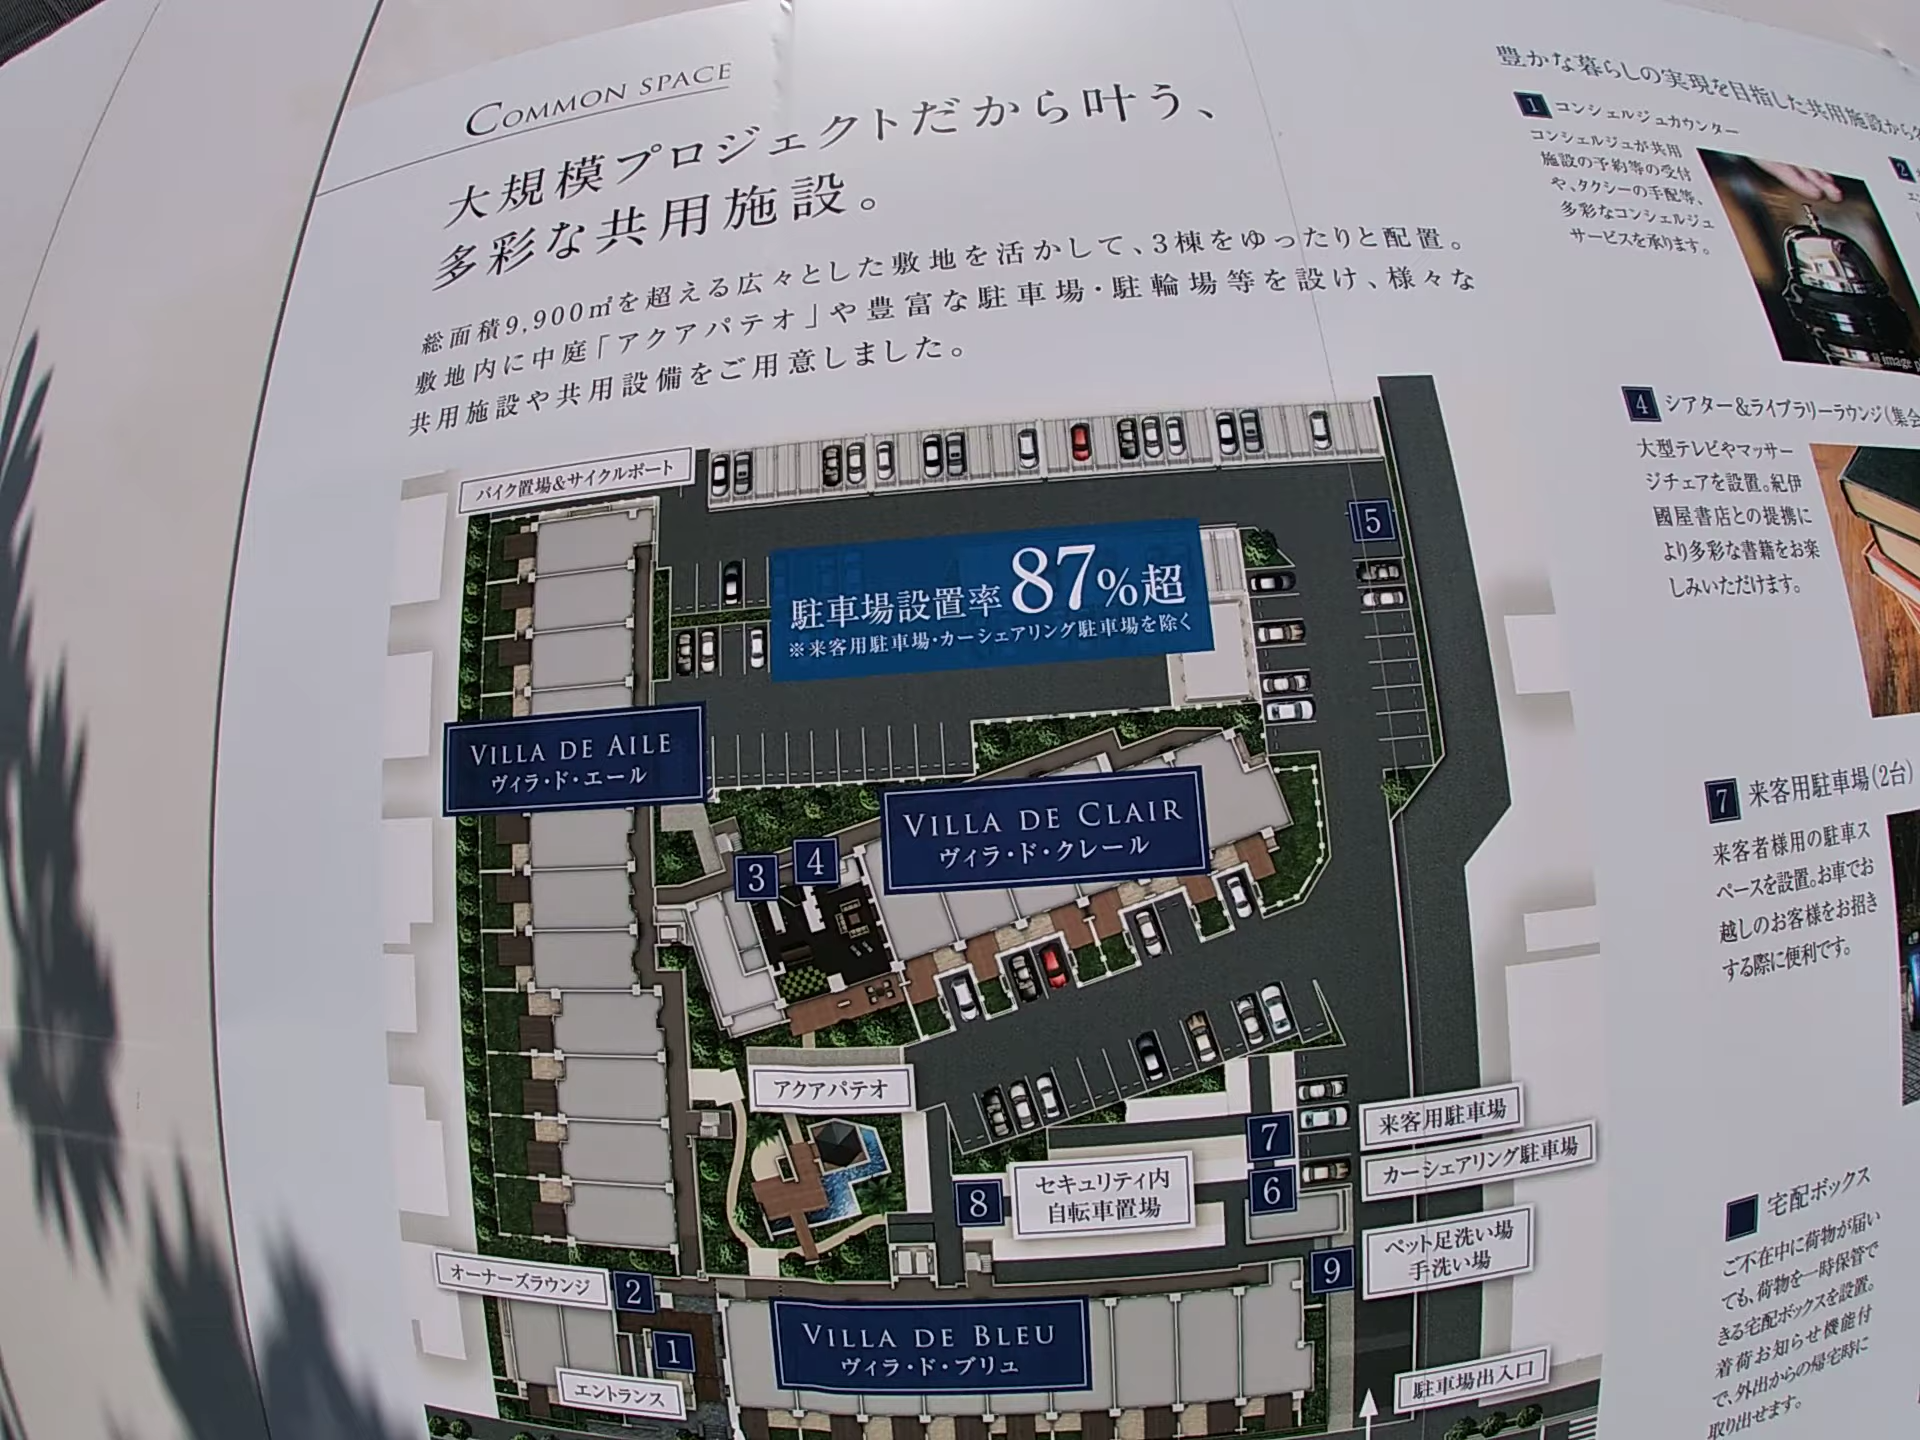 COMMON SPACE
大規模プロジェクトだから叶う、
多彩な共用施設。
総面積9,900㎡を超える広々とした敷地を活かして、3棟をゆったりと配置。
敷地内に中庭「アクアパテオ」や豊富な駐車場・駐輪場等を設け、様々な
共用施設や共用設備をご用意しました。
バイク置場&サイクルポート
5
駐車場設置率87%超
※来客用駐車場・カーシェアリング駐車場を除く
VILLA DE AILE
ヴィラ・ド・エール
VILLA DE CLAIR
ヴィラ・ド・クレール
3
4
アクアパテオ
7
来客用駐車場
カーシェアリング駐車場
8
セキュリティ内
自転車置場
6
ペット足洗い場
手洗い場
9
オーナーズラウンジ
2
1
エントランス
VILLA DE BLEU
ヴィラ・ド・ブリュ
駐車場出入口
豊かな暮らしの実現を目指した共用施設から
1 コンシェルジュカウンター
コンシェルジュが共用
施設の予約等の受付
や、タクシーの手配等、
多彩なコンシェルジュ
サービスを承ります。
image
2
4 シアター&ライブラリーラウンジ(集会
大型テレビやマッサー
ジチェアを設置。紀伊
國屋書店との提携に
より多彩な書籍をお楽
しみいただけます。
7 来客用駐車場(2台)
来客者様用の駐車ス
ペースを設置。お車でお
越しのお客様をお招き
する際に便利です。
宅配ボックス
ご不在中に荷物が届い
ても、荷物を一時保管で
きる宅配ボックスを設置。
着荷お知らせ機能付
で、外出からの帰宅時に
取り出せます。